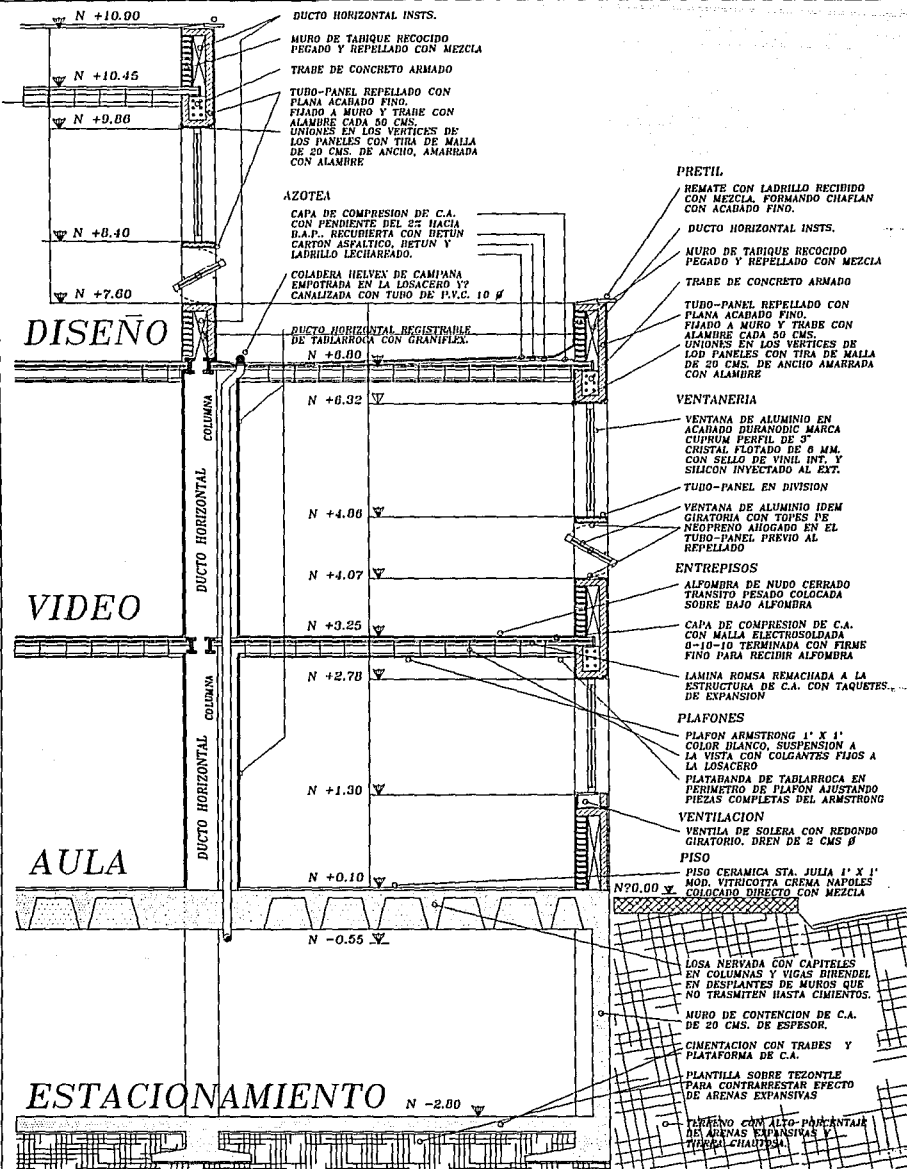 N +10.90
DUCTO HORIZONTAL INSTS.
MURO DE TABIQUE RECOCIDO
PEGADO Y REPELLADO CON MEZCLA
N +10.45
TRABE DE CONCRETO ARMADO
TUBO-PANEL REPELLADO CON
PLANA ACABADO FINO.
FIJADO A MURO Y TRABE CON
ALAMBRE CADA 50 CMS.
UNIONES EN LOS VERTICES DE
LOS PANELES CON TIRA DE MALLA
DE 20 CMS. DE ANCHO, AMARRADA
CON ALAMBRE
N +9.86
N +8.40
N +7.60
AZOTEA
CAPA DE COMPRESION DE C.A.
CON PENDIENTE DEL 2% HACIA
B.A.P., RECUBIERTA CON BETUN
CARTON ASFALTICO, BETUN Y
LADRILLO LECHAREADO.
COLADERA HELVEX DE CAMPANA
EMPOTRADA EN LA LOSACERO Y?
CANALIZADA CON TUBO DE P.V.C. 10 Ø
DISEÑO
DUCTO HORIZONTAL REGISTRABLE
DE TABLARROCA CON GRANIFLEX.
N +6.80
N +6.32
N +4.86
N +4.07
COLUMNA
DUCTO HORIZONTAL
VIDEO
N +3.25
N +2.78
N +1.30
COLUMNA
DUCTO HORIZONTAL
AULA
N +0.10
N -0.55
ESTACIONAMIENTO
N -2.80
PRETIL
REMATE CON LADRILLO RECIBIDO
CON MEZCLA, FORMANDO CHAFLAN
CON ACABADO FINO.
DUCTO HORIZONTAL INSTS.
MURO DE TABIQUE RECOCIDO
PEGADO Y REPELLADO CON MEZCLA
TRABE DE CONCRETO ARMADO
TUBO-PANEL REPELLADO CON
PLANA ACABADO FINO.
FIJADO A MURO Y TRABE CON
ALAMBRE CADA 50 CMS.
UNIONES EN LOS VERTICES DE
LOD PANELES CON TIRA DE MALLA
DE 20 CMS. DE ANCHO AMARRADA
CON ALAMBRE
VENTANERIA
VENTANA DE ALUMINIO EN
ACABADO DURANODIC MARCA
CUPRUM PERFIL DE 3"
CRISTAL FLOTADO DE 6 MM.
CON SELLO DE VINIL INT. Y
SILICON INYECTADO AL EXT.
TUBO-PANEL EN DIVISION
VENTANA DE ALUMINIO IDEM
GIRATORIA CON TOPES DE
NEOPRENO AHOGADO EN EL
TUBO-PANEL PREVIO AL
REPELLADO
ENTREPISOS
ALFOMBRA DE NUDO CERRADO
TRANSITO PESADO COLOCADA
SOBRE BAJO ALFOMBRA
CAPA DE COMPRESION DE C.A.
CON MALLA ELECTROSOLDADA
8-10-10 TERMINADA CON FIRME
FINO PARA RECIBIR ALFOMBRA
LAMINA ROMSA REMACHADA A LA
ESTRUCTURA DE C.A. CON TAQUETES
DE EXPANSION
PLAFONES
PLAFON ARMSTRONG 1' X 1'
COLOR BLANCO, SUSPENSION A
LA VISTA CON COLGANTES FIJOS A
LA LOSACERO
PLATABANDA DE TABLARROCA EN
PERIMETRO DE PLAFON AJUSTANDO
PIEZAS COMPLETAS DEL ARMSTRONG
VENTILACION
VENTILA DE SOLERA CON REDONDO
GIRATORIO. DREN DE 2 CMS Ø
PISO
PISO CERAMICA STA. JULIA 1' X 1'
MOD. VITRICOTTA CREMA NAPOLES
COLOCADO DIRECTO CON MEZCLA
N?0.00
LOSA NERVADA CON CAPITELES
EN COLUMNAS Y VIGAS BIRENDEL
EN DESPLANTES DE MUROS QUE
NO TRASMITEN HASTA CIMIENTOS.
MURO DE CONTENCION DE C.A.
DE 20 CMS. DE ESPESOR.
CIMENTACION CON TRABES Y
PLATAFORMA DE C.A.
PLANTILLA SOBRE TEZONTLE
PARA CONTRARRESTAR EFECTO
DE ARENAS EXPANSIVAS
TERRENO CON ALTO PORCENTAJE
DE ARENAS EXPANSIVAS Y
TIERRA